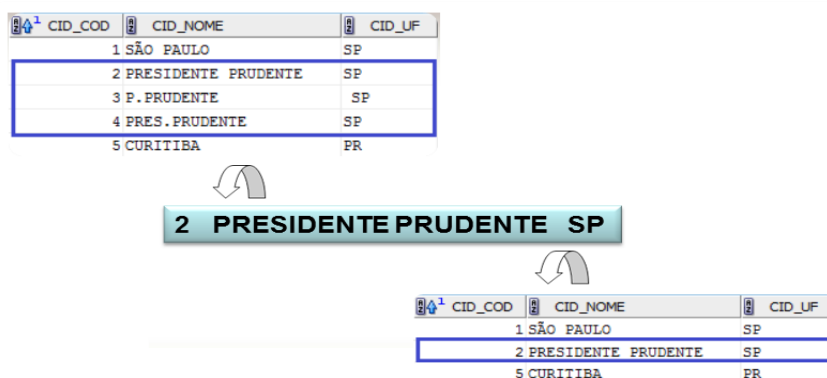 CID_COD CID_NOME CID_UF
1 SÃO PAULO SP
2 PRESIDENTE PRUDENTE SP
3 P.PRUDENTE SP
4 PRES.PRUDENTE SP
5 CURITIBA PR
2 PRESIDENTE PRUDENTE SP
CID_COD CID_NOME CID_UF
1 SÃO PAULO SP
2 PRESIDENTE PRUDENTE SP
5 CURITIBA PR